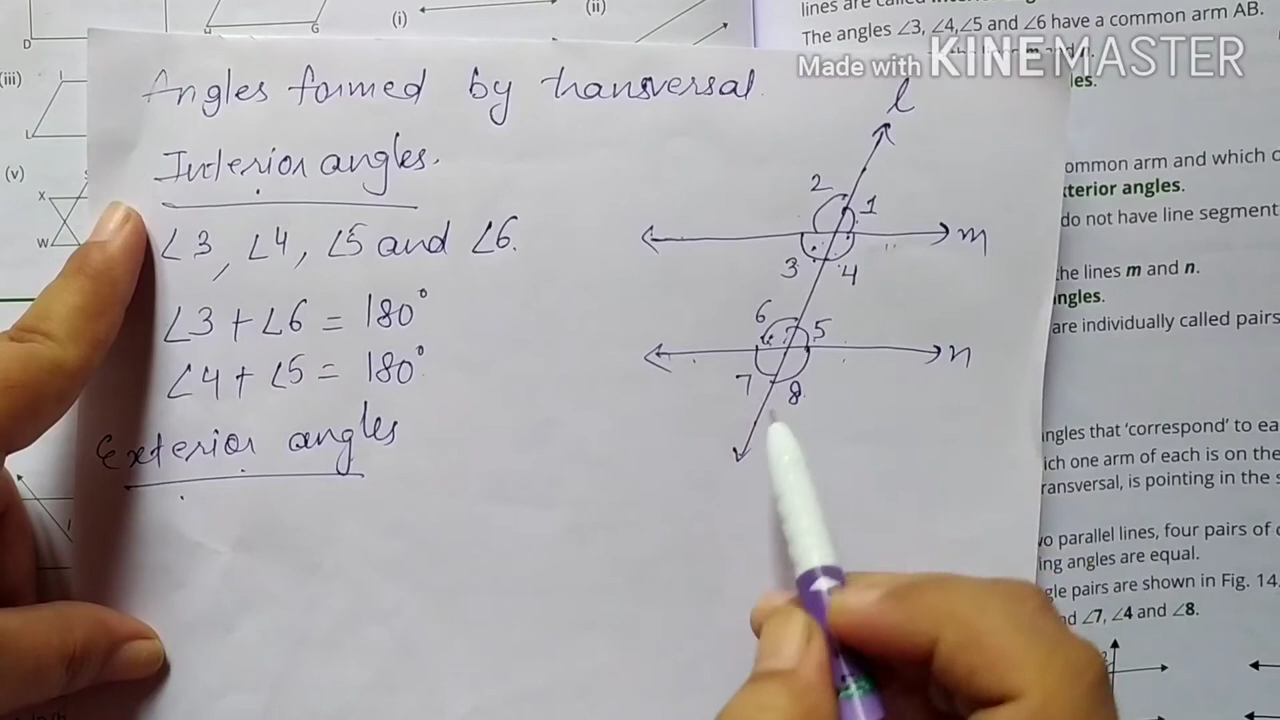 D
H
G
(i)
(ii)
(iii)
L
(v)
X
W
lines are called
The angles ∠3, ∠4,∠5 and ∠6 have a common arm AB.
Made with KINEMASTER
les.
ommon arm and which
xterior angles.
do not have line segment
the lines m and n.
ngles.
are individually called pairs
ngles that ‘correspond’ to ea
ich one arm of each is on the
ransversal, is pointing in the s
wo parallel lines, four pairs of
ing angles are equal.
gle pairs are shown in Fig. 14.
nd ∠7, ∠4 and ∠8.
Angles formed by transversal.
Interior angles.
∠3, ∠4, ∠5 and ∠6.
∠3 + ∠6 = 180°
∠4 + ∠5 = 180°
Exterior angles
l
2 1
m
3 4
6 5
n
7 8